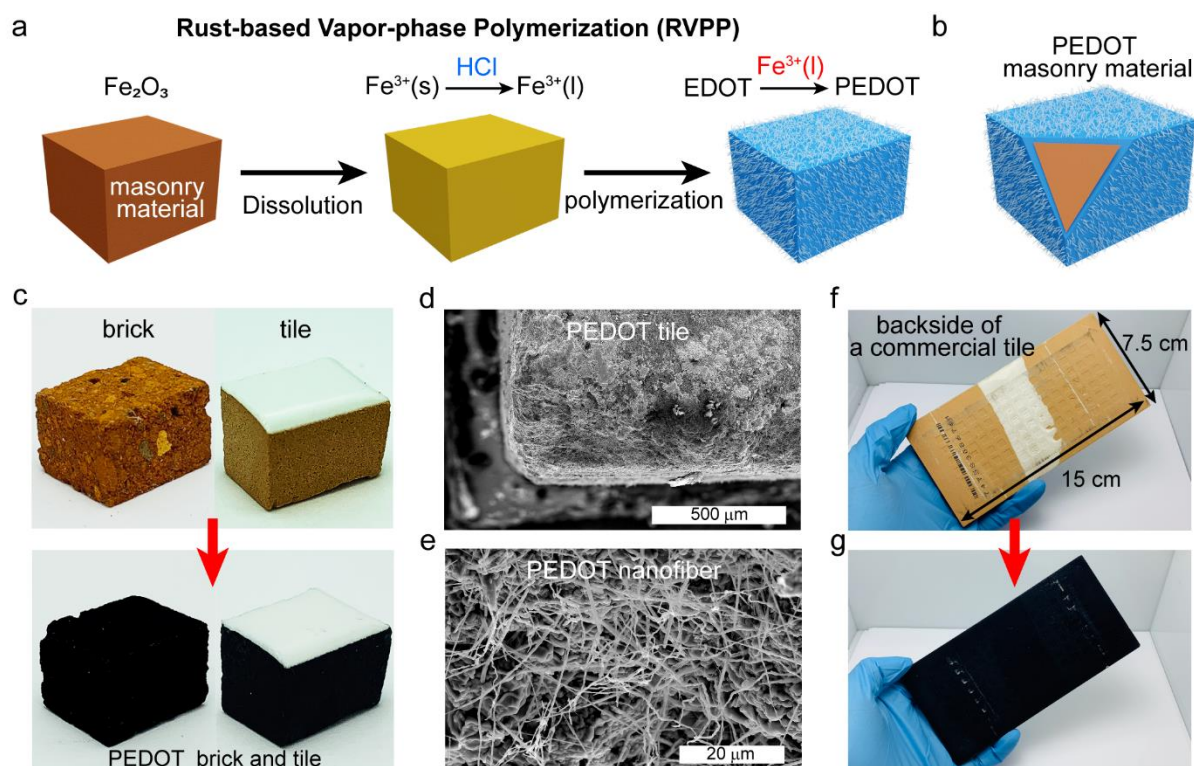 a
Rust-based Vapor-phase Polymerization (RVPP)
Fe₂O₃
HCl
Fe³⁺(s)
Fe³⁺(l)
Fe³⁺(l)
EDOT
PEDOT
masonry
material
Dissolution
polymerization
b
PEDOT
masonry material
c
brick
tile
PEDOT brick and tile
d
PEDOT tile
500 µm
e
PEDOT nanofiber
20 µm
f
backside of
a commercial tile
7.5 cm
15 cm
g